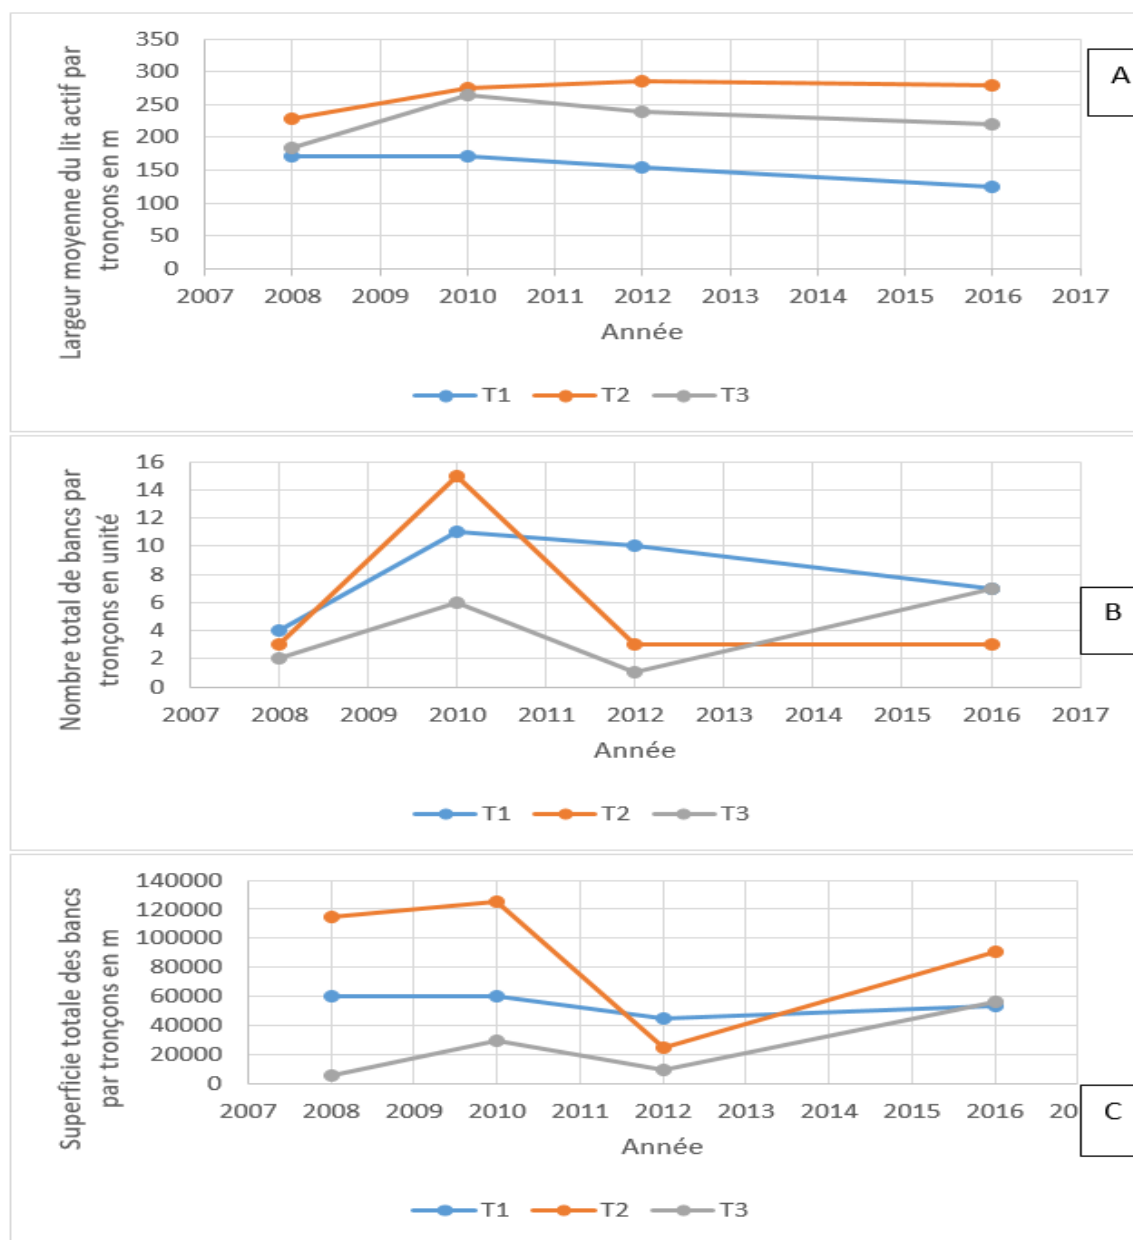 Largeur moyenne du lit actif par
tronçons en m
350
300
250
200
150
100
50
0
2007 2008 2009 2010 2011 2012 2013 2014 2015 2016 2017
Année
T1 T2 T3
A
Nombre total de bancs par
tronçons en unité
16
14
12
10
8
6
4
2
0
2007 2008 2009 2010 2011 2012 2013 2014 2015 2016 2017
Année
T1 T2 T3
B
Superficie totale des bancs
par tronçons en m
140000
120000
100000
80000
60000
40000
20000
0
2007 2008 2009 2010 2011 2012 2013 2014 2015 2016 20
Année
T1 T2 T3
C